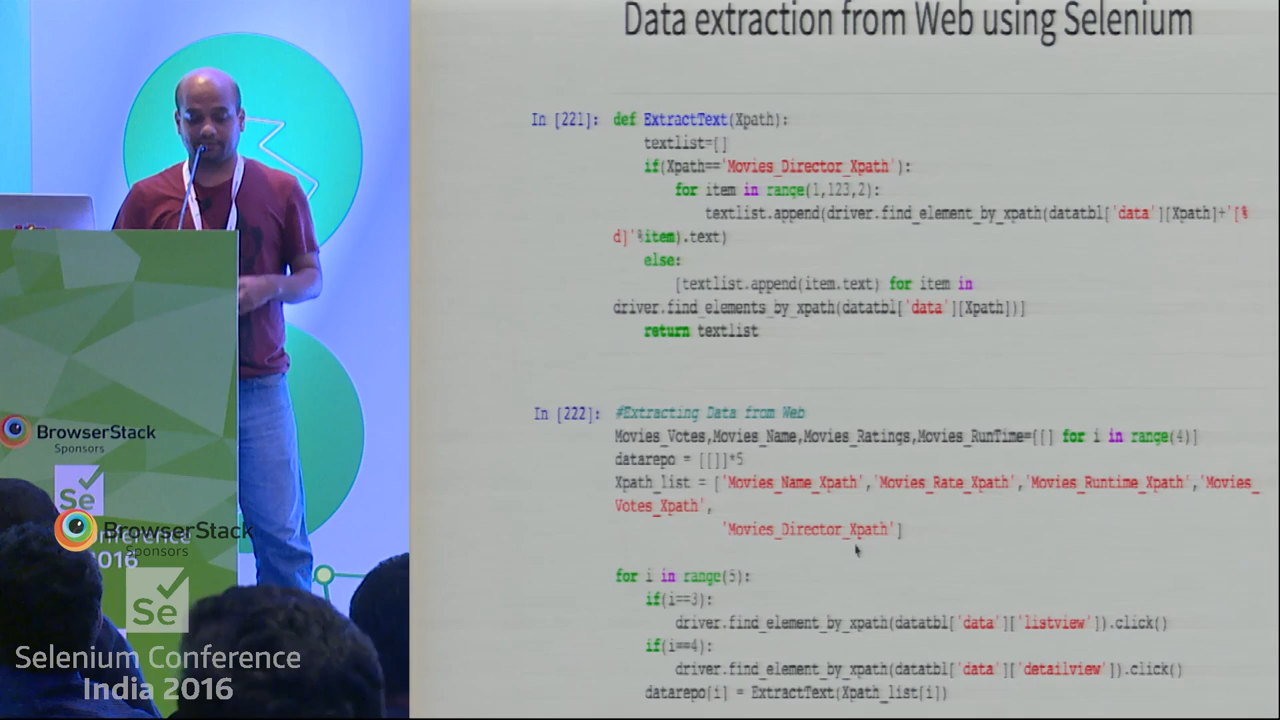 Data extraction from Web using Selenium
In [221]: def ExtractText(Xpath):
textlist=[]
if(Xpath=='Movies_Director_Xpath'):
for item in range(1,123,2):
textlist.append(driver.find_element_by_xpath(datatbl['data'][Xpath]+'[%
d]'%item).text)
else:
[textlist.append(item.text) for item in
driver.find_elements_by_xpath(datatbl['data'][Xpath])]
return textlist
In [222]: #Extracting Data from Web
Movies_Votes,Movies_Name,Movies_Ratings,Movies_RunTime=[[] for i in range(4)]
datarepo = [[]]*5
Xpath_list = ['Movies_Name_Xpath','Movies_Rate_Xpath','Movies_Runtime_Xpath','Movies_
Votes_Xpath',
'Movies_Director_Xpath']
for i in range(5):
if(i==3):
driver.find_element_by_xpath(datatbl['data']['listview']).click()
if(i==4):
driver.find_element_by_xpath(datatbl['data']['detailview']).click()
datarepo[i] = ExtractText(Xpath_list[i])
BrowserStack
Sponsors
Se
BrowserStack
Sponsors
2016
Se
Selenium Conference
India 2016